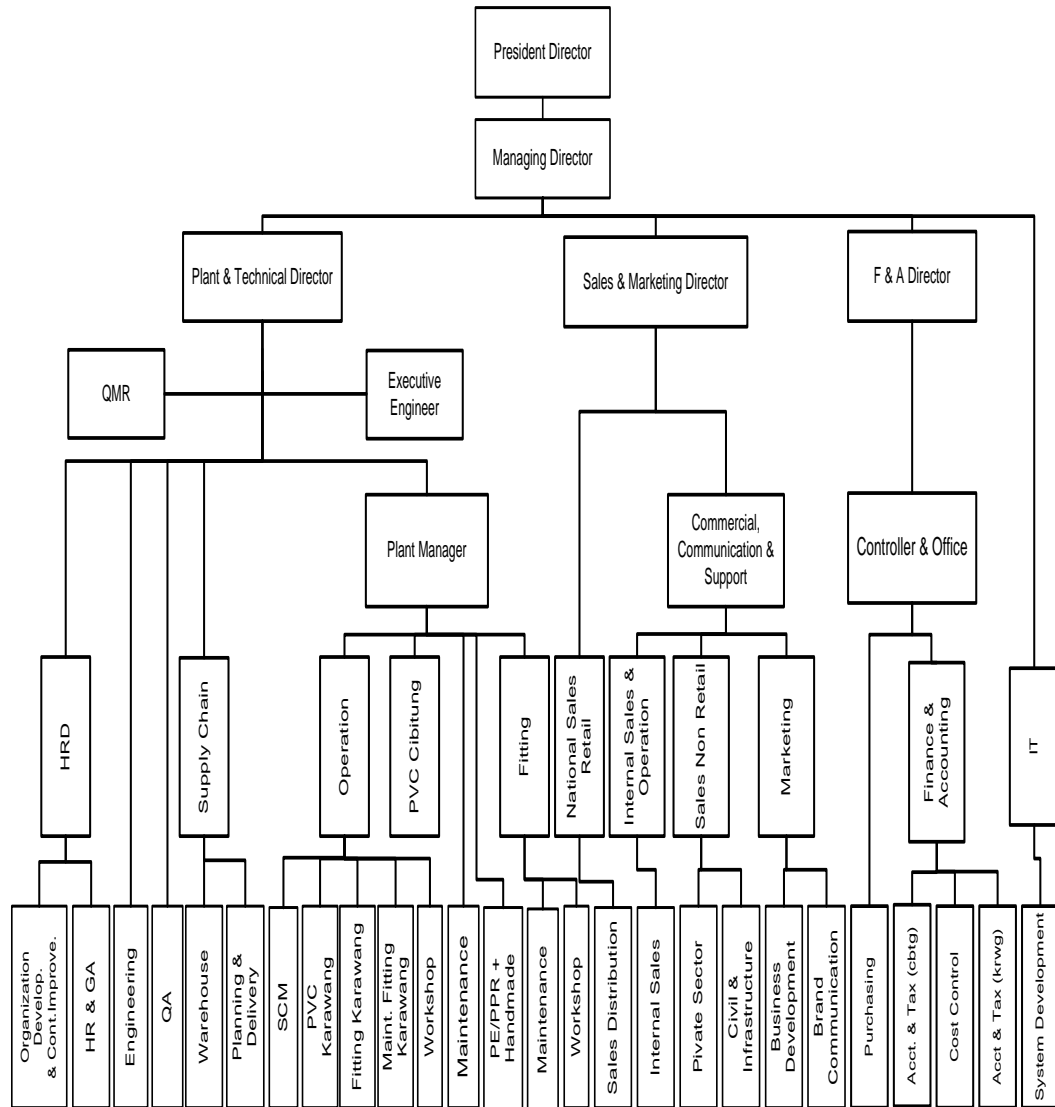 President Director
Managing Director
Plant & Technical Director
Sales & Marketing Director
F & A Director
QMR
Executive
Engineer
Plant Manager
Commercial,
Communication &
Support
Controller & Office
HRD
Supply Chain
Operation
PVC Cibitung
Fitting
National Sales
Retail
Internal Sales &
Operation
Sales Non Retail
Marketing
Finance &
Accounting
IT
Organization
Develop.
& Cont.Improve.
HR & GA
Engineering
QA
Warehouse
Planning &
Delivery
SCM
PVC
Karawang
Fitting Karawang
Maint. Fitting
Karawang
Workshop
Maintenance
PE/PPR +
Handmade
Maintenance
Workshop
Sales Distribution
Internal Sales
Pivate Sector
Civil &
Infrastructure
Business
Development
Brand
Communication
Purchasing
Acct. & Tax (cbtg)
Cost Control
Acct & Tax (krwg)
System Development